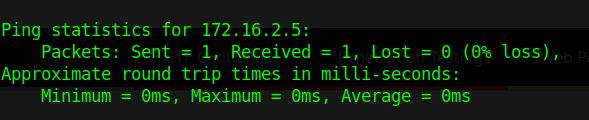 Ping statistics for 172.16.2.5:
    Packets: Sent = 1, Received = 1, Lost = 0 (0% loss),
Approximate round trip times in milli-seconds:
    Minimum = 0ms, Maximum = 0ms, Average = 0ms